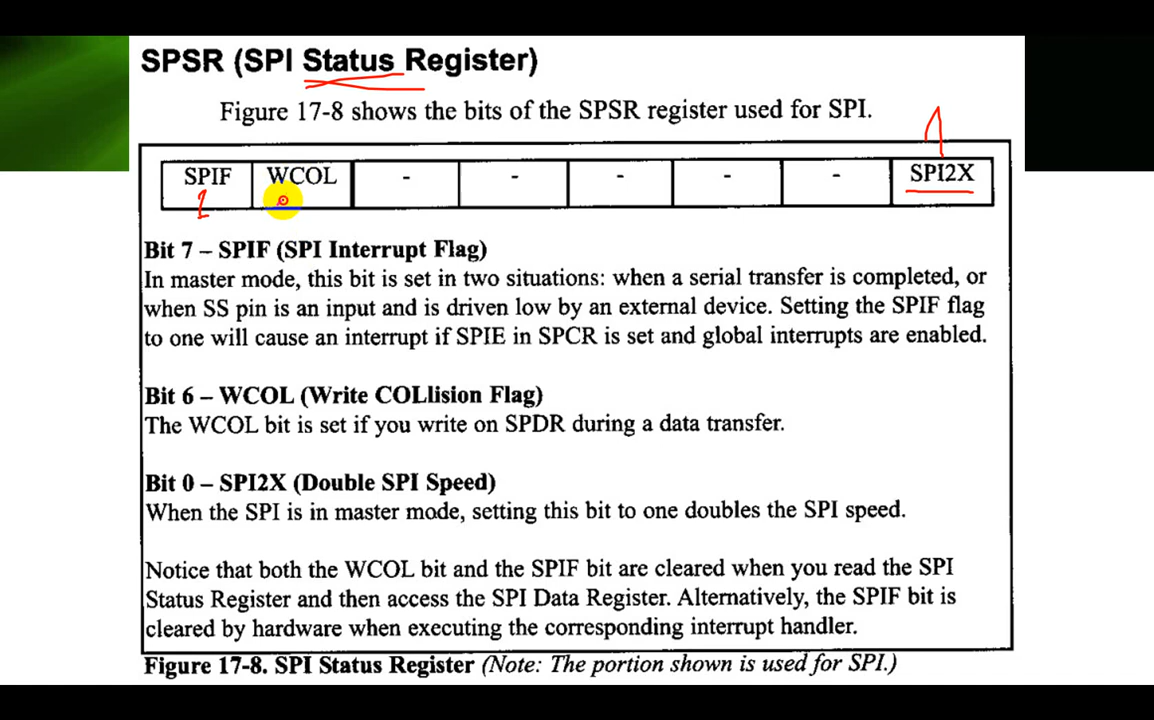 SPSR (SPI Status Register)
Figure 17-8 shows the bits of the SPSR register used for SPI.
1
SPIF WCOL - - - - - SPI2X
1 0
Bit 7 – SPIF (SPI Interrupt Flag)
In master mode, this bit is set in two situations: when a serial transfer is completed, or
when SS pin is an input and is driven low by an external device. Setting the SPIF flag
to one will cause an interrupt if SPIE in SPCR is set and global interrupts are enabled.
Bit 6 – WCOL (Write COLlision Flag)
The WCOL bit is set if you write on SPDR during a data transfer.
Bit 0 – SPI2X (Double SPI Speed)
When the SPI is in master mode, setting this bit to one doubles the SPI speed.
Notice that both the WCOL bit and the SPIF bit are cleared when you read the SPI
Status Register and then access the SPI Data Register. Alternatively, the SPIF bit is
cleared by hardware when executing the corresponding interrupt handler.
Figure 17-8. SPI Status Register (Note: The portion shown is used for SPI.)